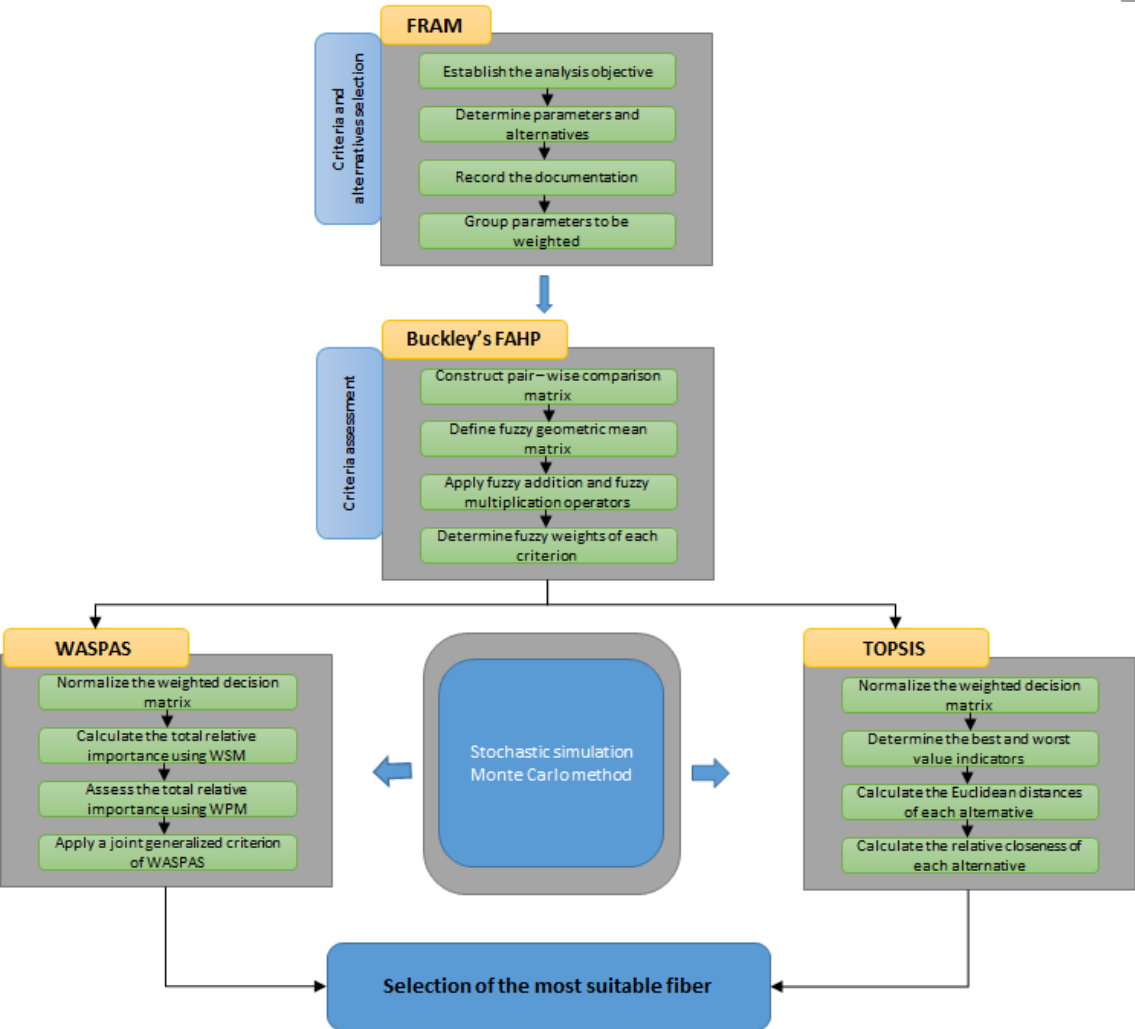 FRAM
Criteria and
alternatives selection
Establish the analysis objective
Determine parameters and
alternatives
Record the documentation
Group parameters to be
weighted
Buckley's FAHP
Criteria assessment
Construct pair–wise comparison
matrix
Define fuzzy geometric mean
matrix
Apply fuzzy addition and fuzzy
multiplication operators
Determine fuzzy weights of each
criterion
WASPAS
Normalize the weighted decision
matrix
Calculate the total relative
importance using WSM
Assess the total relative
importance using WPM
Apply a joint generalized criterion
of WASPAS
Stochastic simulation
Monte Carlo method
TOPSIS
Normalize the weighted decision
matrix
Determine the best and worst
value indicators
Calculate the Euclidean distances
of each alternative
Calculate the relative closeness of
each alternative
Selection of the most suitable fiber